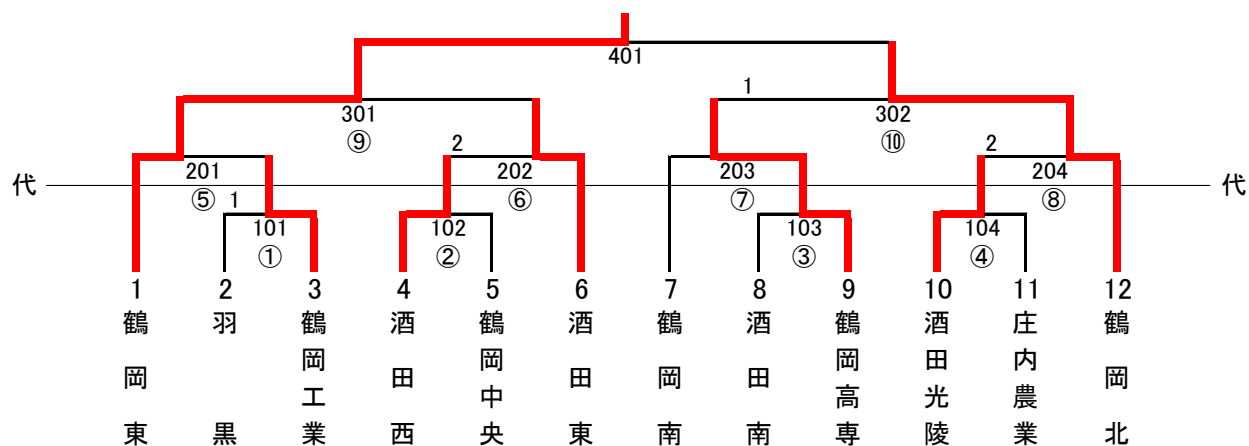 401
1
301
302
⑨
⑩
2
2
201
202
203
204
代
代
⑤
1
⑥
⑦
⑧
101
102
103
104
①
②
③
④
1
2
3
4
5
6
7
8
9
10
11
12
鶴岡東
羽黒
鶴岡工業
酒田西
鶴岡中央
酒田東
鶴岡南
酒田南
鶴岡高専
酒田光陵
庄内農業
鶴岡北